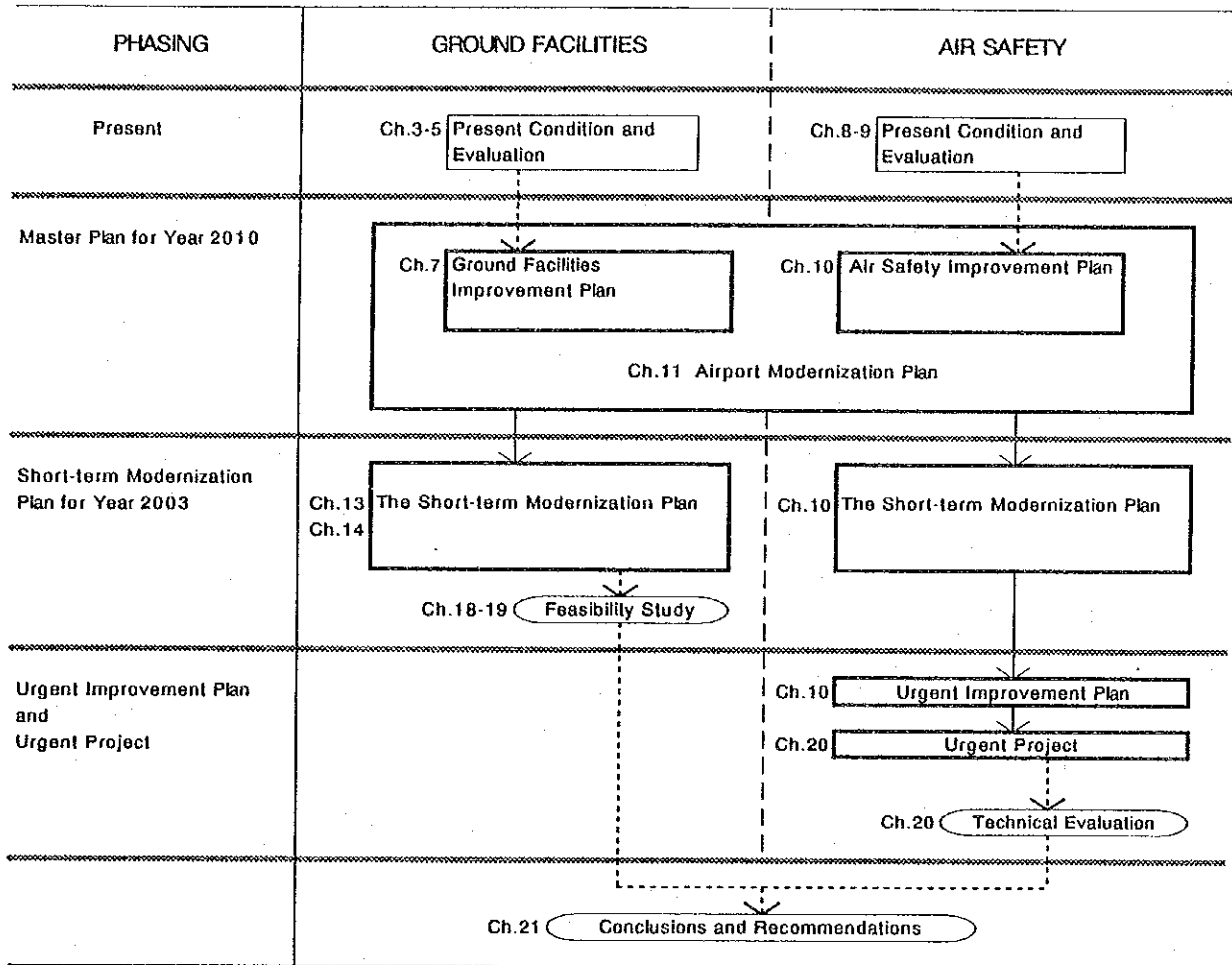 PHASING
GROUND FACILITIES
AIR SAFETY
Present
Ch.3-5
Present Condition and
Evaluation
Ch.8-9
Present Condition and
Evaluation
Master Plan for Year 2010
Ch.7
Ground Facilities
Improvement Plan
Ch.10
Air Safety Improvement Plan
Ch.11 Airport Modernization Plan
Short-term Modernization
Plan for Year 2003
Ch.13
Ch.14
The Short-term Modernization Plan
Ch.10
The Short-term Modernization Plan
Ch.18-19
Feasibility Study
Urgent Improvement Plan
and
Urgent Project
Ch.10
Urgent Improvement Plan
Ch.20
Urgent Project
Ch.20
Technical Evaluation
Ch.21
Conclusions and Recommendations